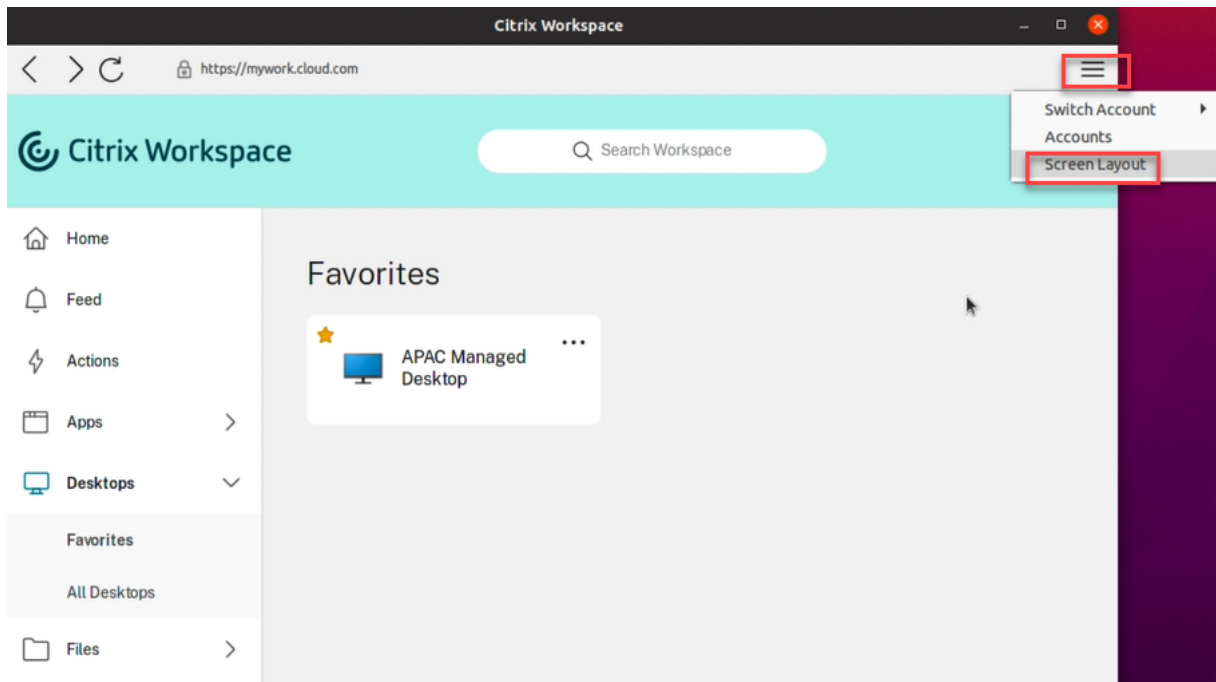 Citrix Workspace
https://mywork.cloud.com
Switch Account
Accounts
Screen Layout
Citrix Workspace
Search Workspace
Home
Feed
Actions
Apps
Desktops
Favorites
All Desktops
Files
Favorites
APAC Managed
Desktop